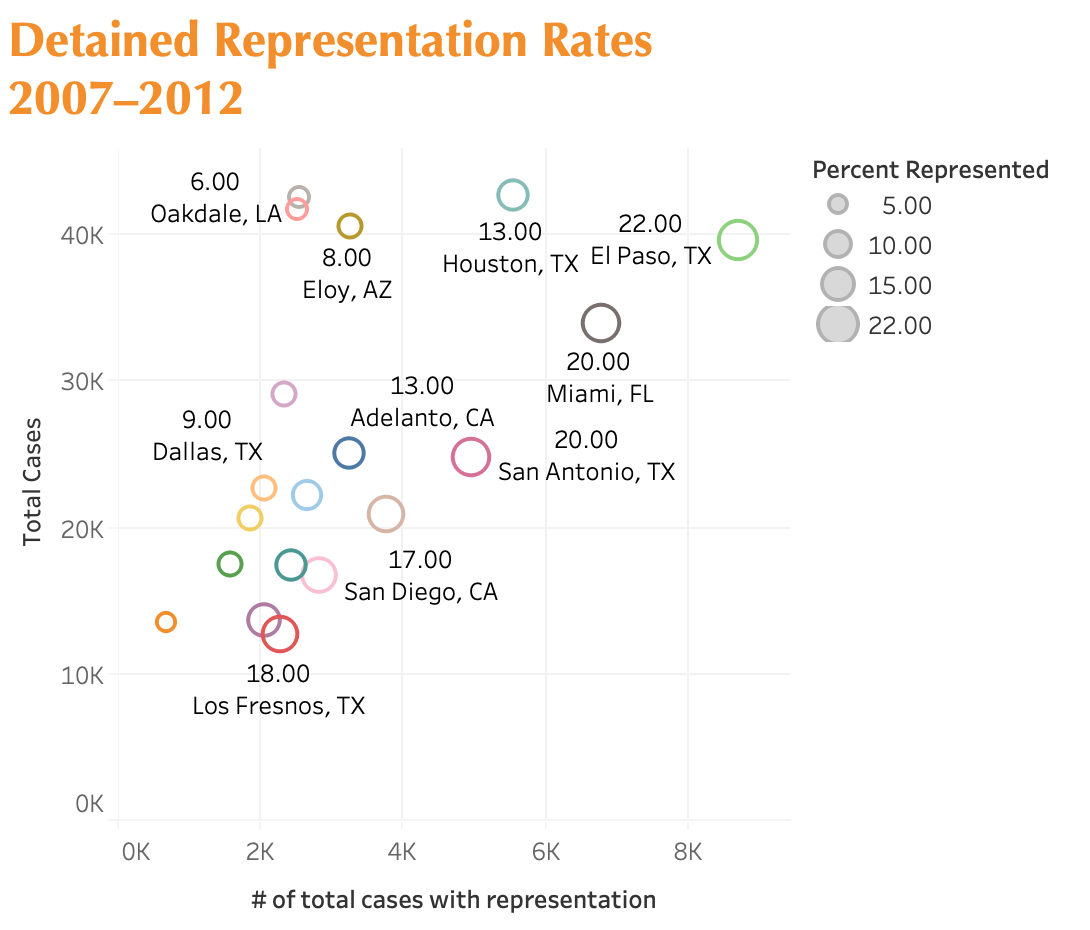 Detained Representation Rates
2007–2012
Percent Represented
5.00
10.00
15.00
22.00
6.00
Oakdale, LA
8.00
Eloy, AZ
13.00
Houston, TX
22.00
El Paso, TX
20.00
Miami, FL
13.00
Adelanto, CA
9.00
Dallas, TX
20.00
San Antonio, TX
17.00
San Diego, CA
18.00
Los Fresnos, TX
Total Cases
40K
30K
20K
10K
0K
0K
2K
4K
6K
8K
# of total cases with representation